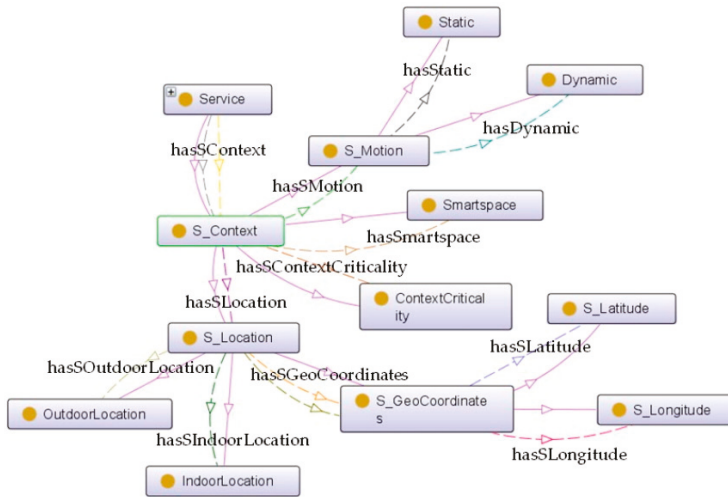 Static
hasStatic
Dynamic
Service
hasDynamic
hasSContext
S_Motion
hasSMotion
Smartspace
S_Context
hasSmartspace
hasSContextCriticality
hasSLocation
ContextCritical
ity
S_Latitude
S_Location
hasSLatitude
hasSOutdoorLocation
hasSGeoCoordinates
S_GeoCoordinate
s
OutdoorLocation
S_Longitude
hasSIndoorLocation
hasSLongitude
IndoorLocation